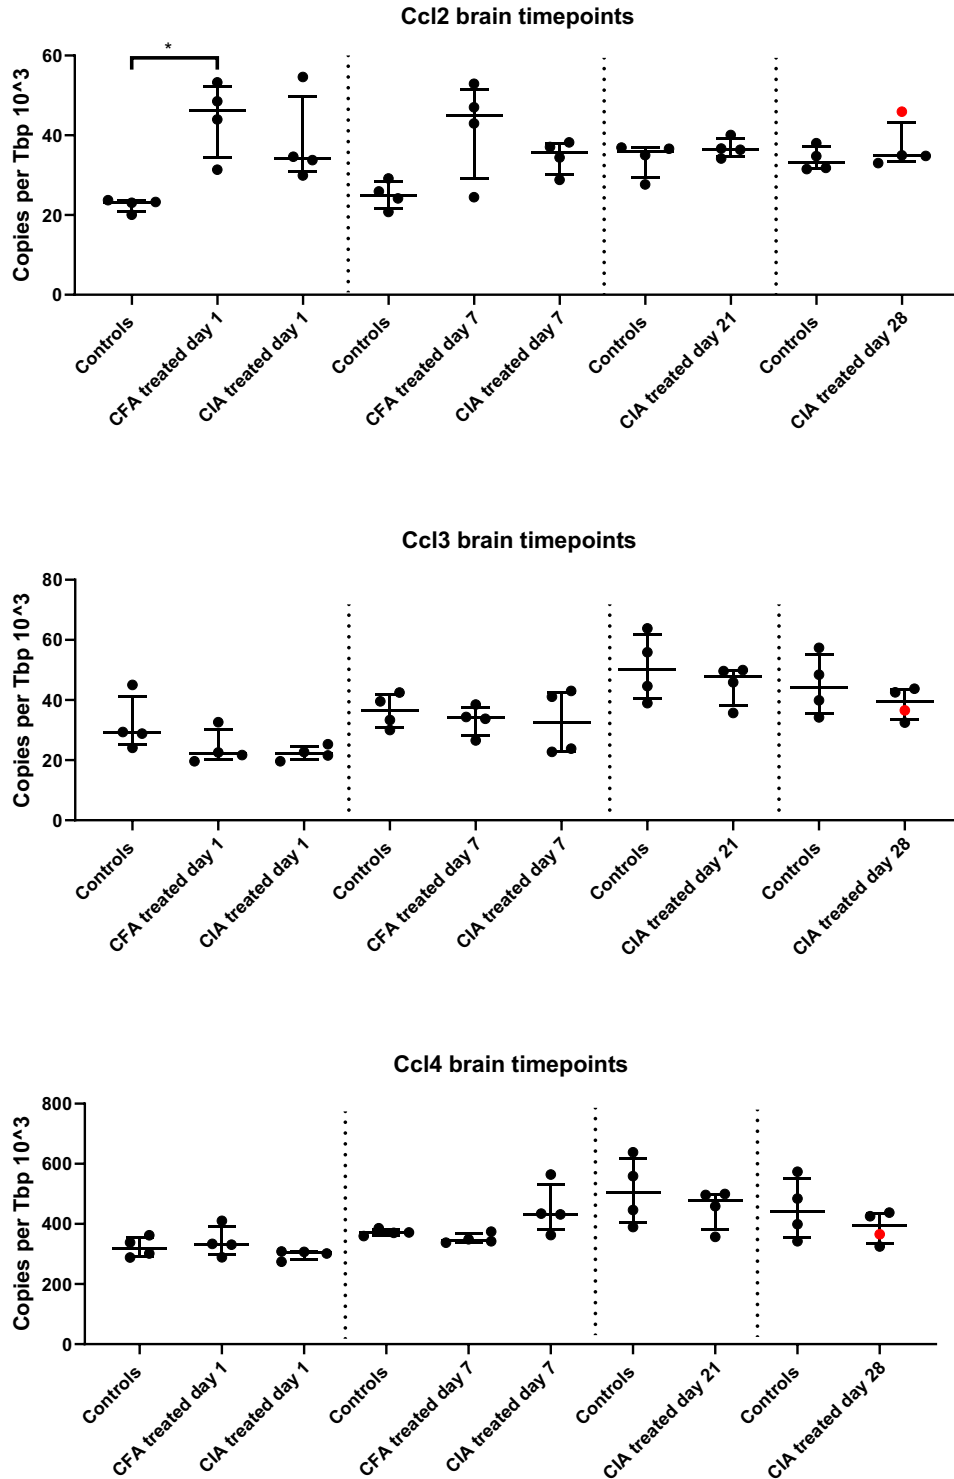 Ccl2 brain timepoints
Copies per Tbp 10^3
60
40
20
0
*
Controls
CFA treated day 1
CIA treated day 1
Controls
CFA treated day 7
CIA treated day 7
Controls
CIA treated day 21
Controls
CIA treated day 28
Ccl3 brain timepoints
Copies per Tbp 10^3
80
60
40
20
0
Controls
CFA treated day 1
CIA treated day 1
Controls
CFA treated day 7
CIA treated day 7
Controls
CIA treated day 21
Controls
CIA treated day 28
Ccl4 brain timepoints
Copies per Tbp 10^3
800
600
400
200
0
Controls
CFA treated day 1
CIA treated day 1
Controls
CFA treated day 7
CIA treated day 7
Controls
CIA treated day 21
Controls
CIA treated day 28